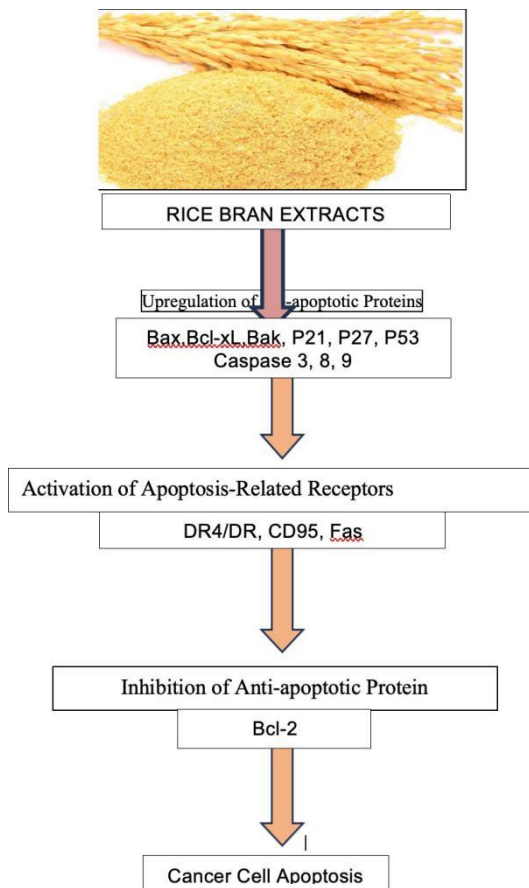 RICE BRAN EXTRACTS
Upregulation of -apoptotic Proteins
Bax,Bcl-xL,Bak, P21, P27, P53
Caspase 3, 8, 9
Activation of Apoptosis-Related Receptors
DR4/DR, CD95, Fas
Inhibition of Anti-apoptotic Protein
Bcl-2
Cancer Cell Apoptosis